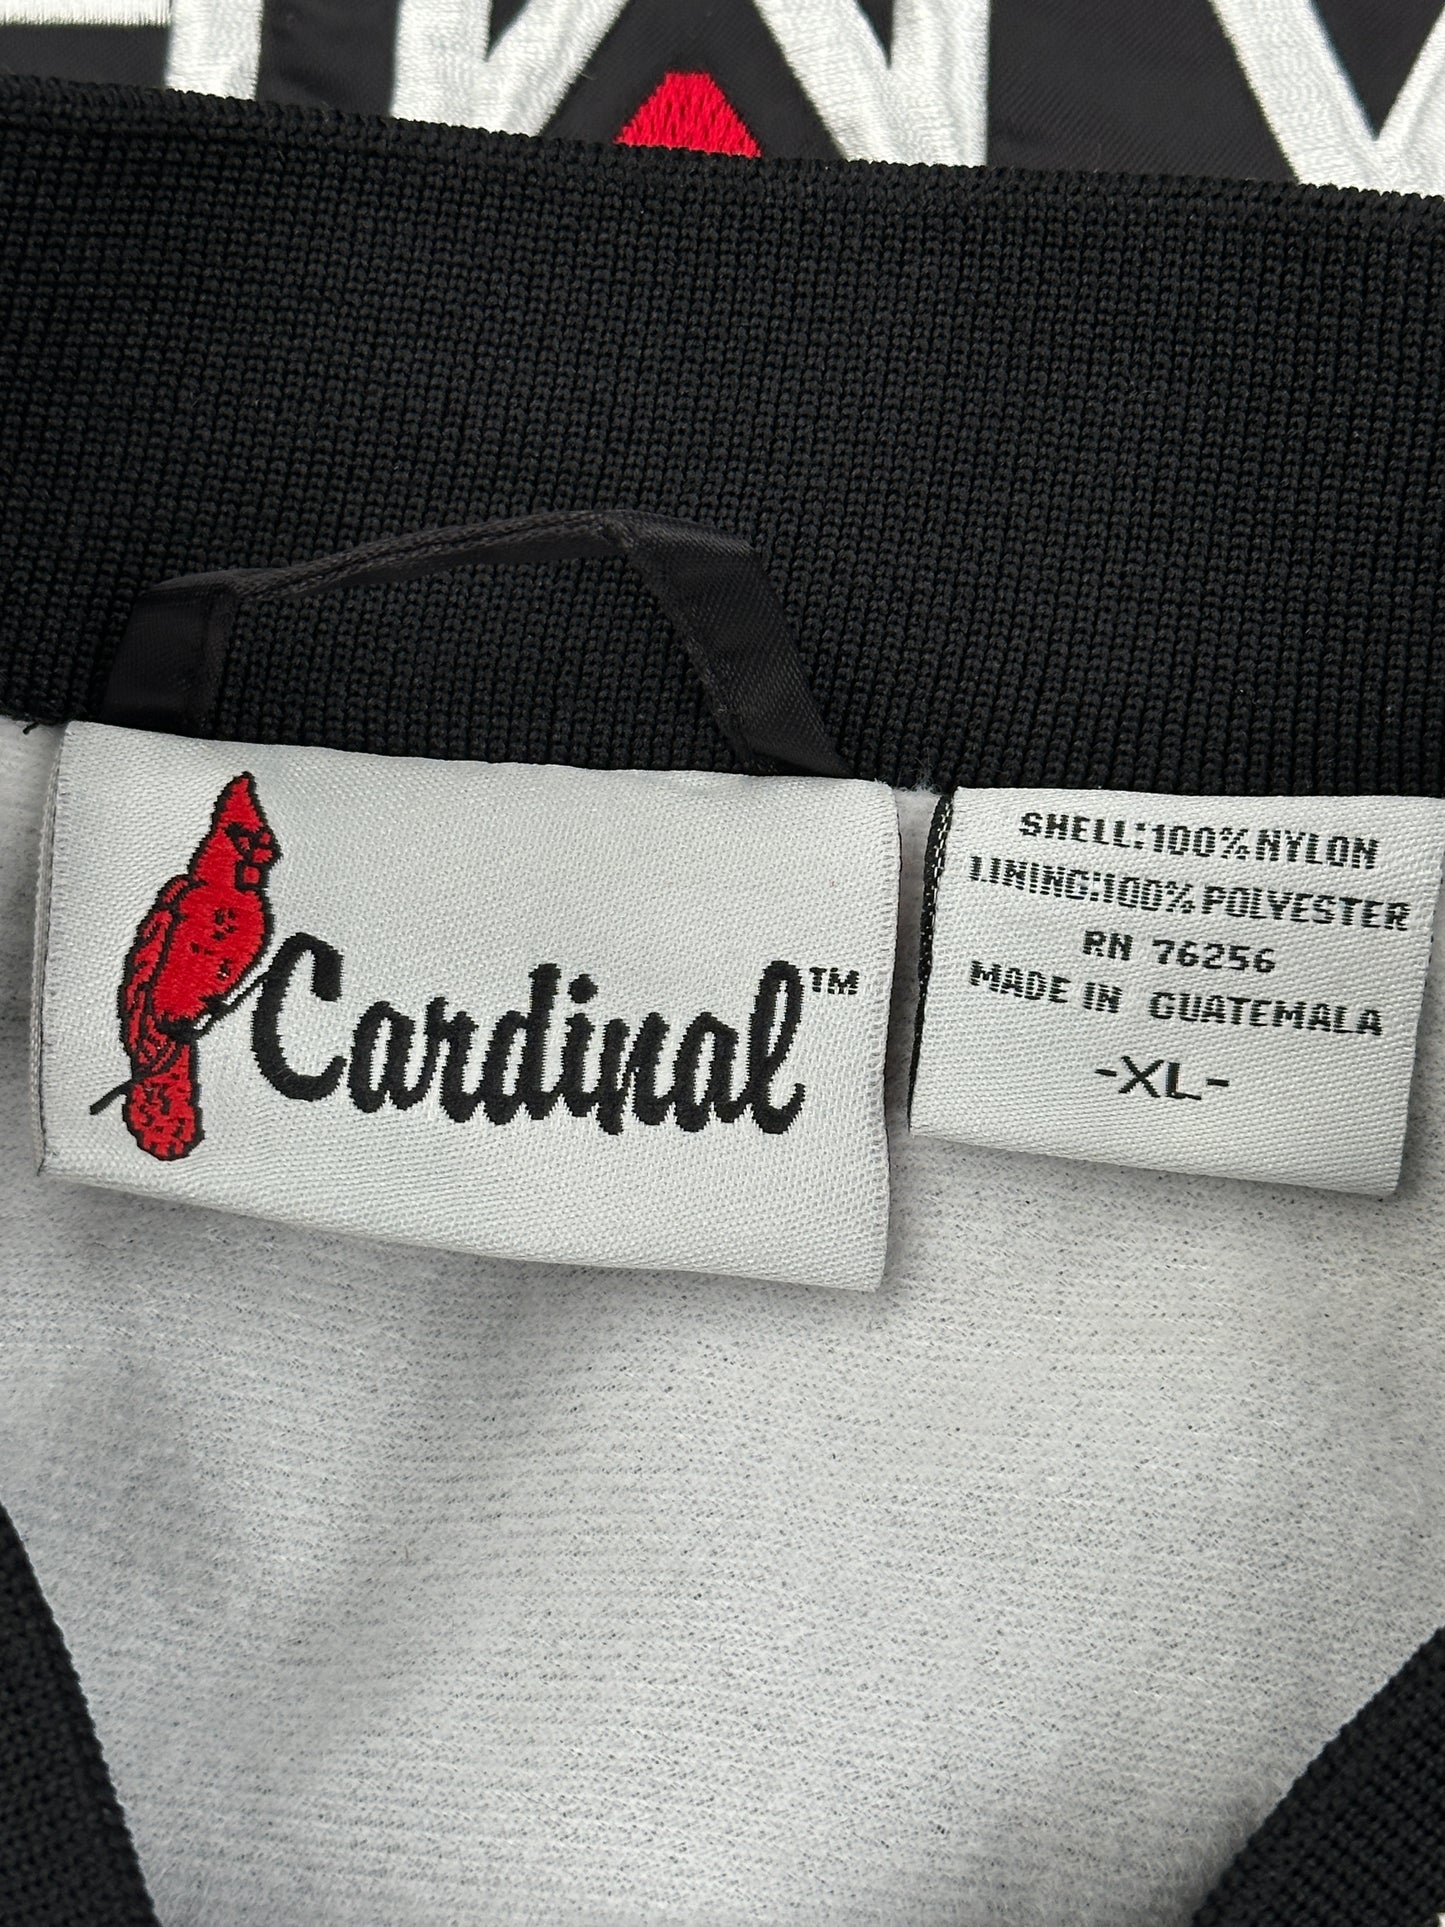 Cardinal™
SHELL:100%NYLON
LINING:100%POLYESTER
RN 76256
MADE IN GUATEMALA
-XL-